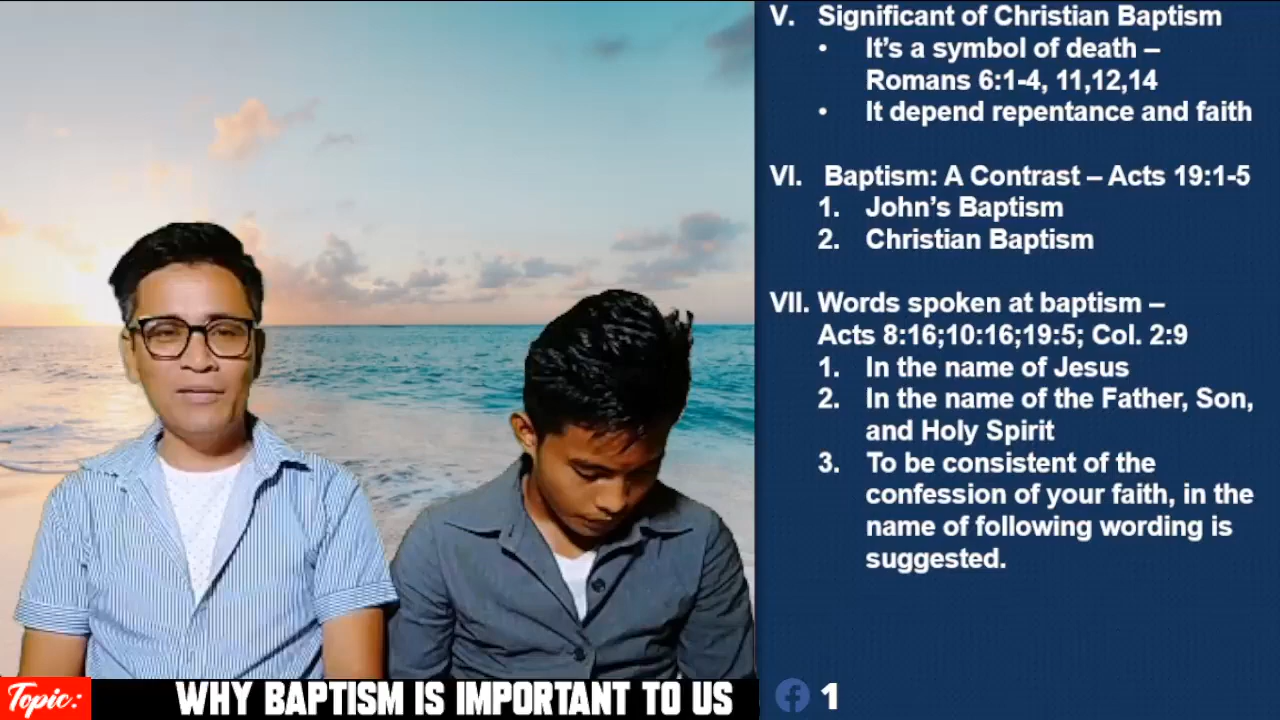 V. Significant of Christian Baptism
• It's a symbol of death –
Romans 6:1-4, 11,12,14
• It depend repentance and faith
VI. Baptism: A Contrast – Acts 19:1-5
1. John's Baptism
2. Christian Baptism
VII. Words spoken at baptism –
Acts 8:16;10:16;19:5; Col. 2:9
1. In the name of Jesus
2. In the name of the Father, Son,
and Holy Spirit
3. To be consistent of the
confession of your faith, in the
name of following wording is
suggested.
Topic: WHY BAPTISM IS IMPORTANT TO US
1